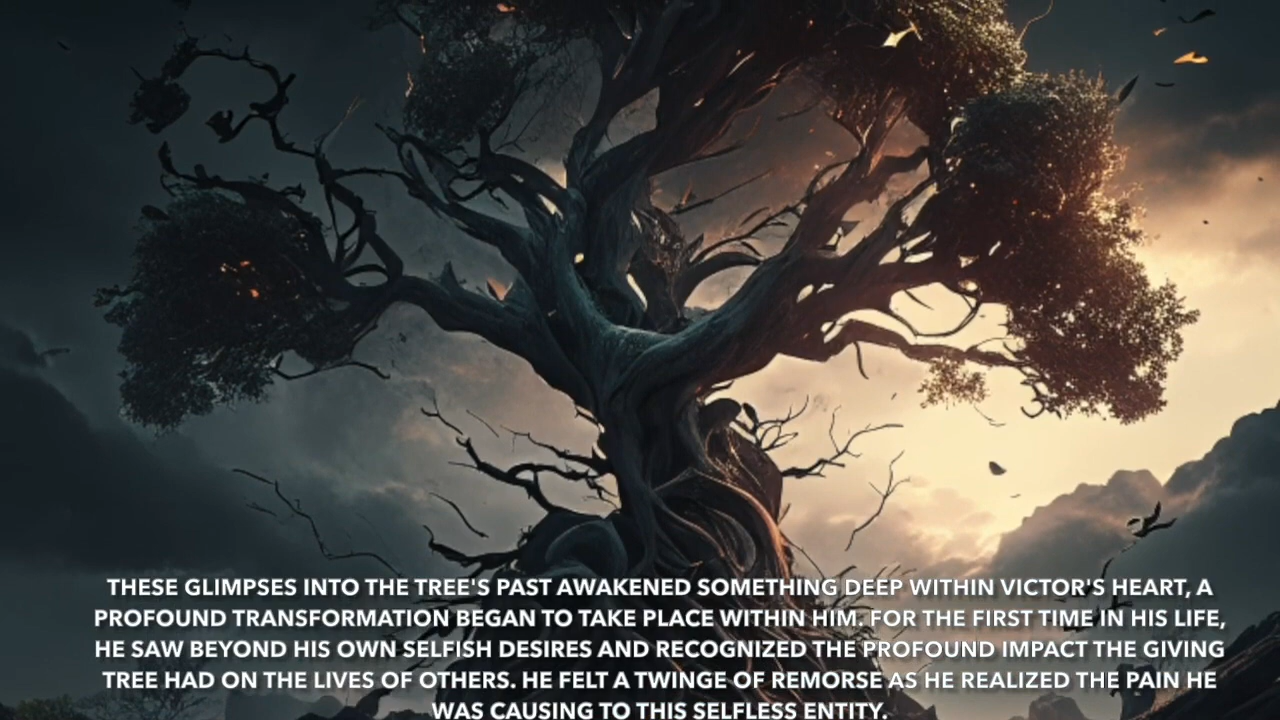 THESE GLIMPSES INTO THE TREE'S PAST AWAKENED SOMETHING DEEP WITHIN VICTOR'S HEART, A
PROFOUND TRANSFORMATION BEGAN TO TAKE PLACE WITHIN HIM. FOR THE FIRST TIME IN HIS LIFE,
HE SAW BEYOND HIS OWN SELFISH DESIRES AND RECOGNIZED THE PROFOUND IMPACT THE GIVING
TREE HAD ON THE LIVES OF OTHERS. HE FELT A TWINGE OF REMORSE AS HE REALIZED THE PAIN HE
WAS CAUSING TO THIS SELFLESS ENTITY.